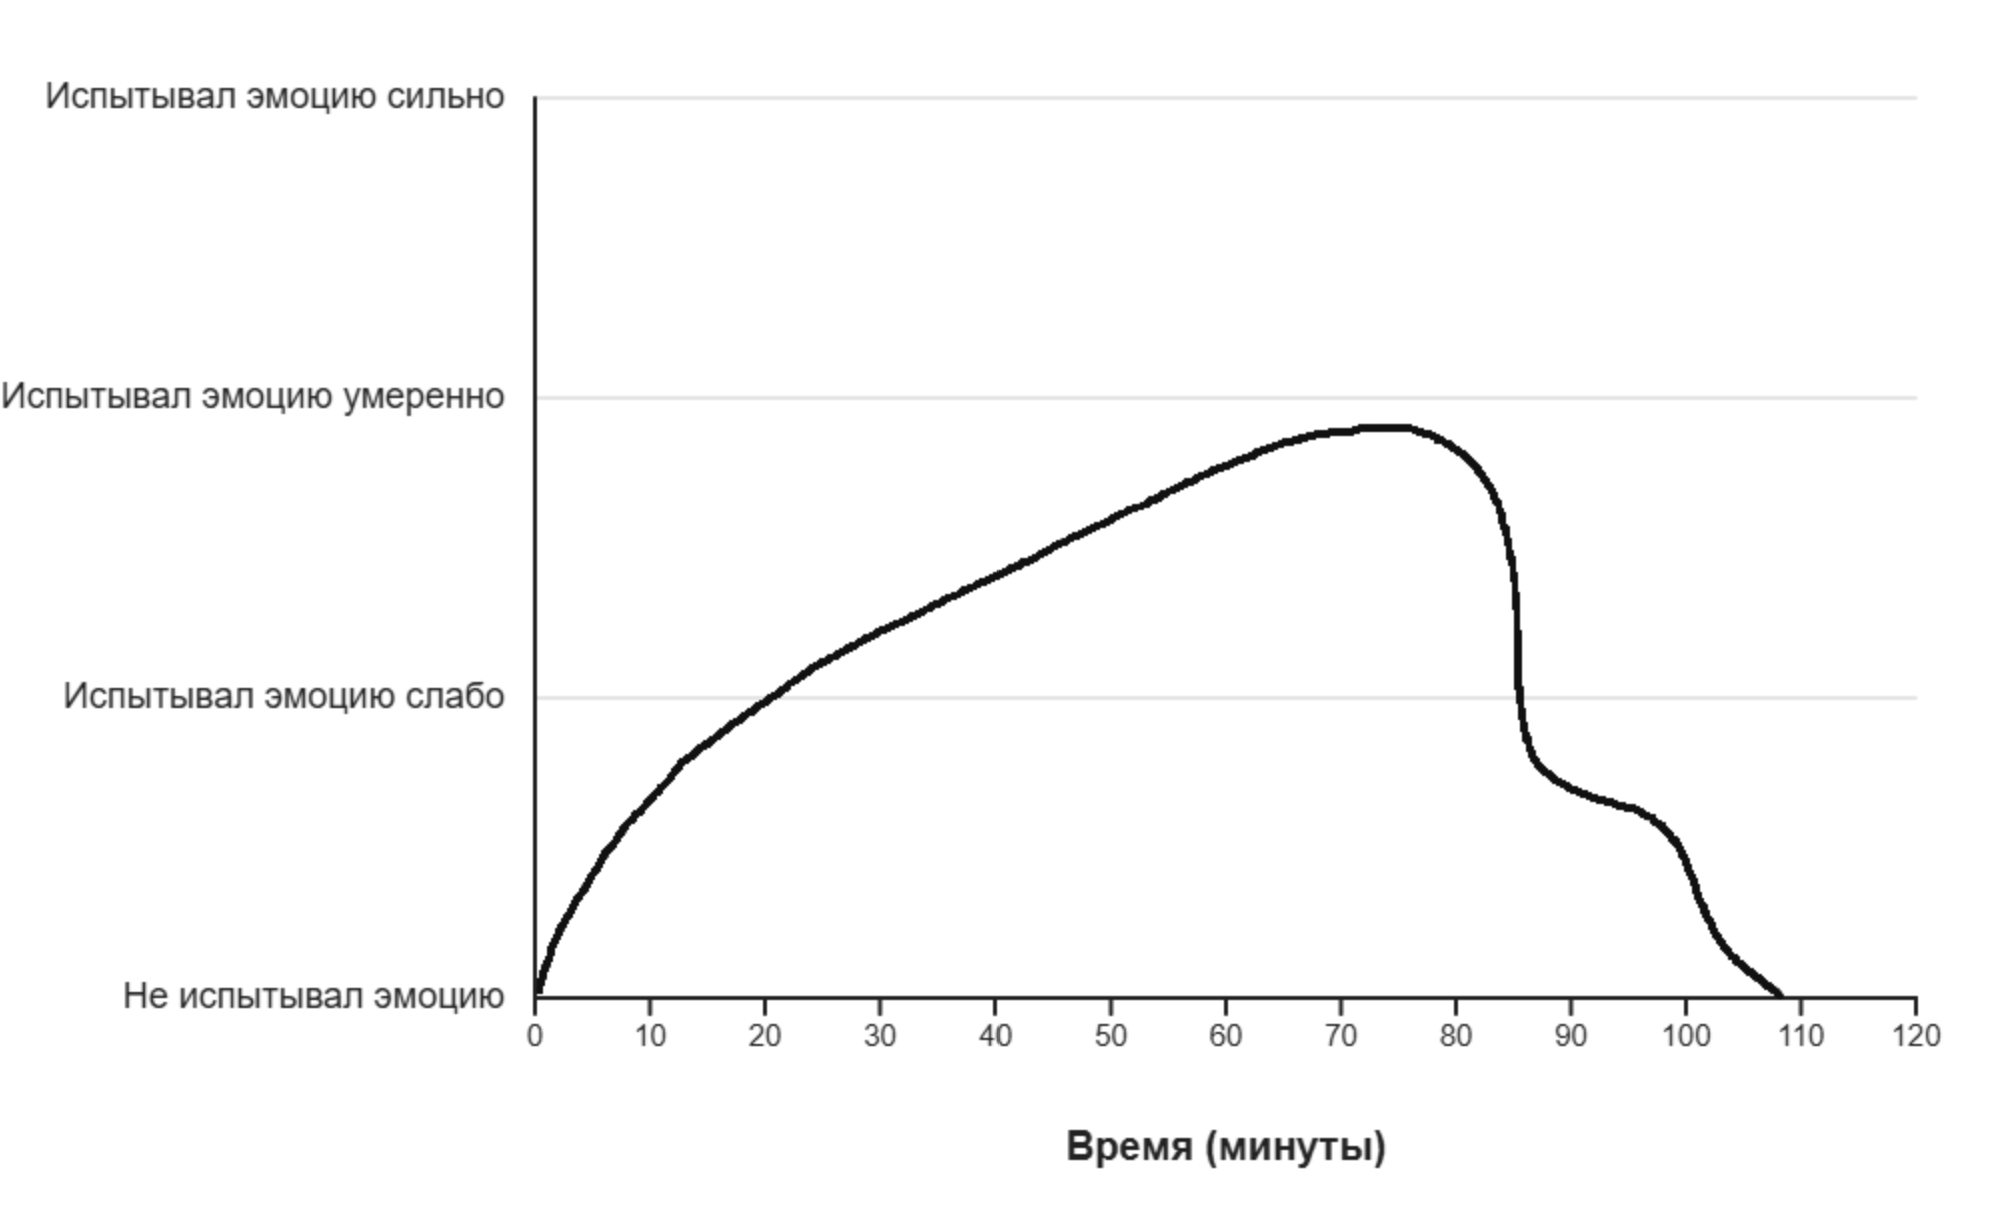 Испытывал эмоцию сильно
Испытывал эмоцию умеренно
Испытывал эмоцию слабо
Не испытывал эмоцию
0 10 20 30 40 50 60 70 80 90 100 110 120
Время (минуты)